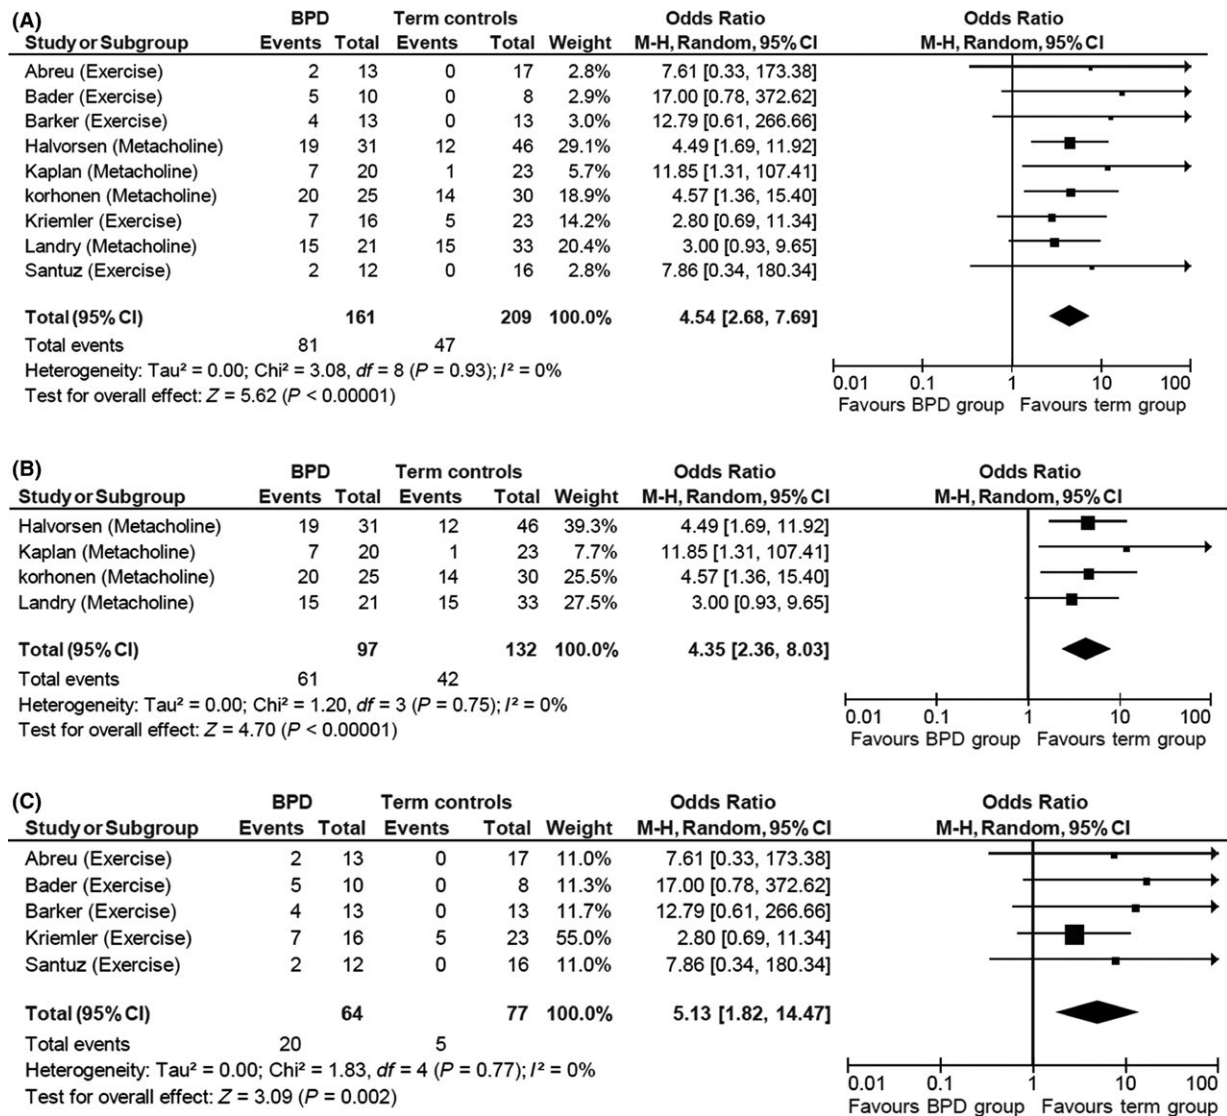 (A) BPD Term controls Odds Ratio Odds Ratio
Study or Subgroup Events Total Events Total Weight M-H, Random, 95% CI M-H, Random, 95% CI
Abreu (Exercise) 2 13 0 17 2.8% 7.61 [0.33, 173.38]
Bader (Exercise) 5 10 0 8 2.9% 17.00 [0.78, 372.62]
Barker (Exercise) 4 13 0 13 3.0% 12.79 [0.61, 266.66]
Halvorsen (Metacholine) 19 31 12 46 29.1% 4.49 [1.69, 11.92]
Kaplan (Metacholine) 7 20 1 23 5.7% 11.85 [1.31, 107.41]
korhonen (Metacholine) 20 25 14 30 18.9% 4.57 [1.36, 15.40]
Kriemler (Exercise) 7 16 5 23 14.2% 2.80 [0.69, 11.34]
Landry (Metacholine) 15 21 15 33 20.4% 3.00 [0.93, 9.65]
Santuz (Exercise) 2 12 0 16 2.8% 7.86 [0.34, 180.34]
Total (95% CI) 161 209 100.0% 4.54 [2.68, 7.69]
Total events 81 47
Heterogeneity: Tau² = 0.00; Chi² = 3.08, df = 8 (P = 0.93); I² = 0%
Test for overall effect: Z = 5.62 (P < 0.00001)
0.01 0.1 1 10 100
Favours BPD group Favours term group
(B) BPD Term controls Odds Ratio Odds Ratio
Study or Subgroup Events Total Events Total Weight M-H, Random, 95% CI M-H, Random, 95% CI
Halvorsen (Metacholine) 19 31 12 46 39.3% 4.49 [1.69, 11.92]
Kaplan (Metacholine) 7 20 1 23 7.7% 11.85 [1.31, 107.41]
korhonen (Metacholine) 20 25 14 30 25.5% 4.57 [1.36, 15.40]
Landry (Metacholine) 15 21 15 33 27.5% 3.00 [0.93, 9.65]
Total (95% CI) 97 132 100.0% 4.35 [2.36, 8.03]
Total events 61 42
Heterogeneity: Tau² = 0.00; Chi² = 1.20, df = 3 (P = 0.75); I² = 0%
Test for overall effect: Z = 4.70 (P < 0.00001)
0.01 0.1 1 10 100
Favours BPD group Favours term group
(C) BPD Term controls Odds Ratio Odds Ratio
Study or Subgroup Events Total Events Total Weight M-H, Random, 95% CI M-H, Random, 95% CI
Abreu (Exercise) 2 13 0 17 11.0% 7.61 [0.33, 173.38]
Bader (Exercise) 5 10 0 8 11.3% 17.00 [0.78, 372.62]
Barker (Exercise) 4 13 0 13 11.7% 12.79 [0.61, 266.66]
Kriemler (Exercise) 7 16 5 23 55.0% 2.80 [0.69, 11.34]
Santuz (Exercise) 2 12 0 16 11.0% 7.86 [0.34, 180.34]
Total (95% CI) 64 77 100.0% 5.13 [1.82, 14.47]
Total events 20 5
Heterogeneity: Tau² = 0.00; Chi² = 1.83, df = 4 (P = 0.77); I² = 0%
Test for overall effect: Z = 3.09 (P = 0.002)
0.01 0.1 1 10 100
Favours BPD group Favours term group